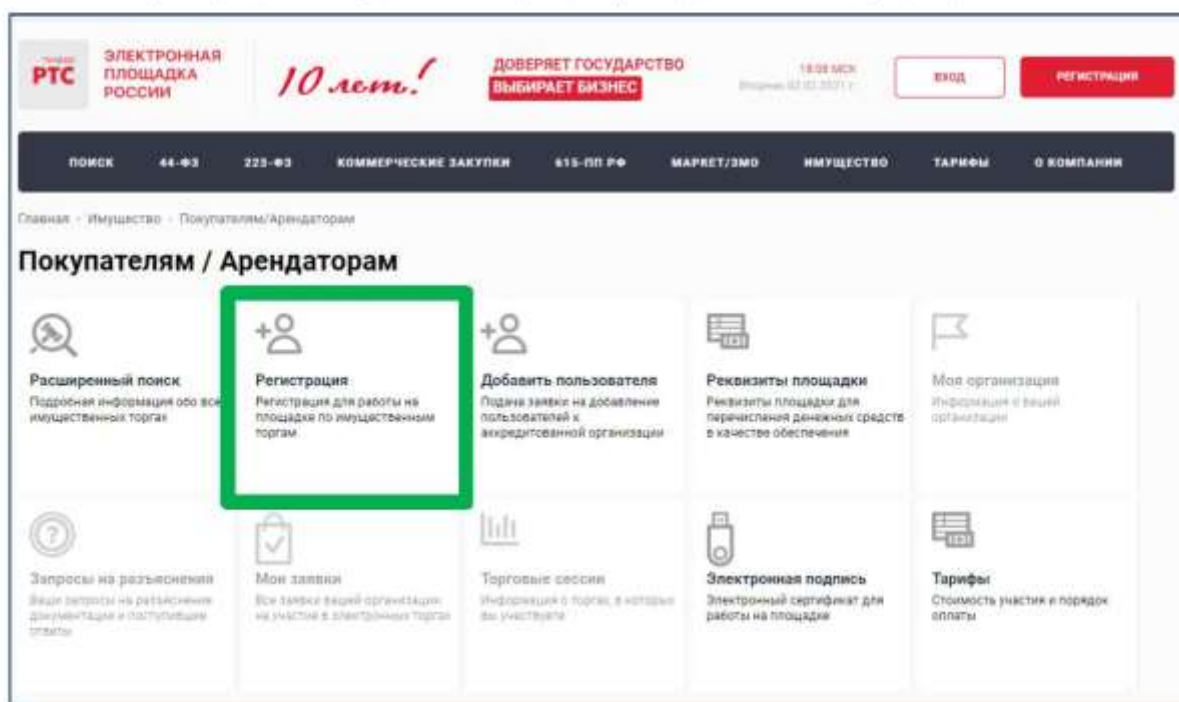 РТС
ЭЛЕКТРОННАЯ
ПЛОЩАДКА
РОССИИ
10 лет!
ДОВЕРЯЕТ ГОСУДАРСТВО
ВЫБИРАЕТ БИЗНЕС
МСК
ВХОД
РЕГИСТРАЦИЯ
ПОИСК 44-ФЗ 223-ФЗ КОММЕРЧЕСКИЕ ЗАКУПКИ 615-ПП РФ МАРКЕТ/ЗМО ИМУЩЕСТВО ТАРИФЫ О КОМПАНИИ
Главная - Имущество - Покупателям/Арендаторам
Покупателям / Арендаторам
Расширенный поиск
Подробная информация обо все
имущественных торгах
Регистрация
Регистрация для работы на
площадке по имущественным
торгам
Добавить пользователя
Подача заявки на добавление
пользователей к
аккредитованной организации
Реквизиты площадки
Реквизиты площадки для
перечисления денежных средств
в качестве обеспечения
Моя организация
Информация о вашей
организации
Запросы на разъяснения
Ваши запросы на разъяснения
документации и поступившие
ответы
Мои заявки
Все заявки вашей организации
на участие в электронных торгах
Торговые сессии
Информация о торгах, в которых
вы участвуете
Электронная подпись
Электронный сертификат для
работы на площадке
Тарифы
Стоимость участия и порядок
оплаты